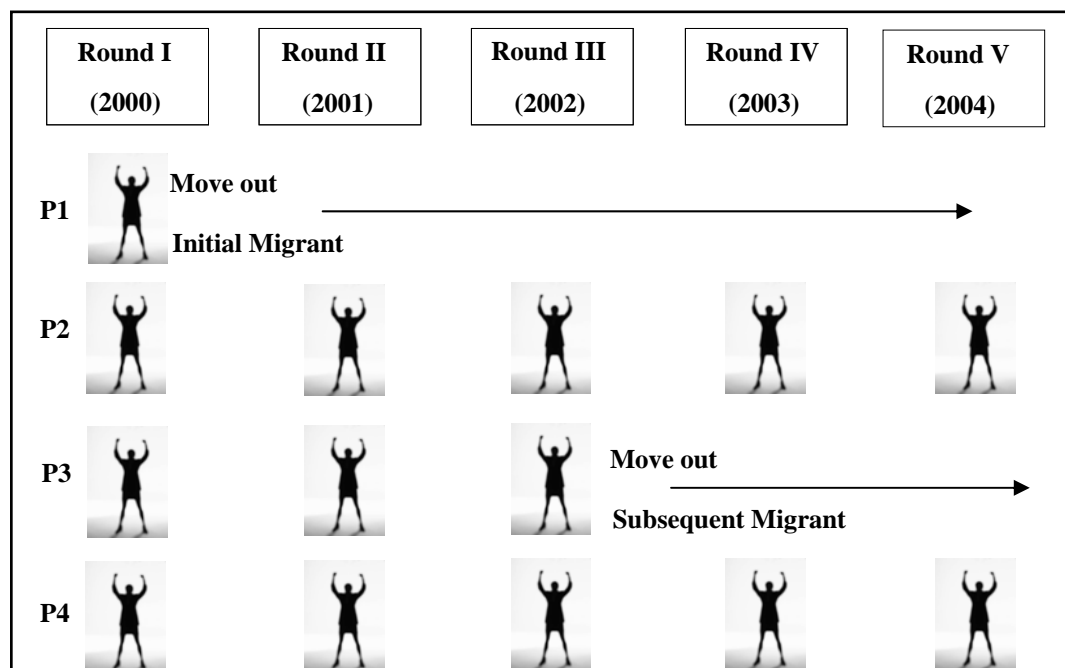 Round I
(2000)
Round II
(2001)
Round III
(2002)
Round IV
(2003)
Round V
(2004)
P1
Move out
Initial Migrant
P2
P3
Move out
Subsequent Migrant
P4